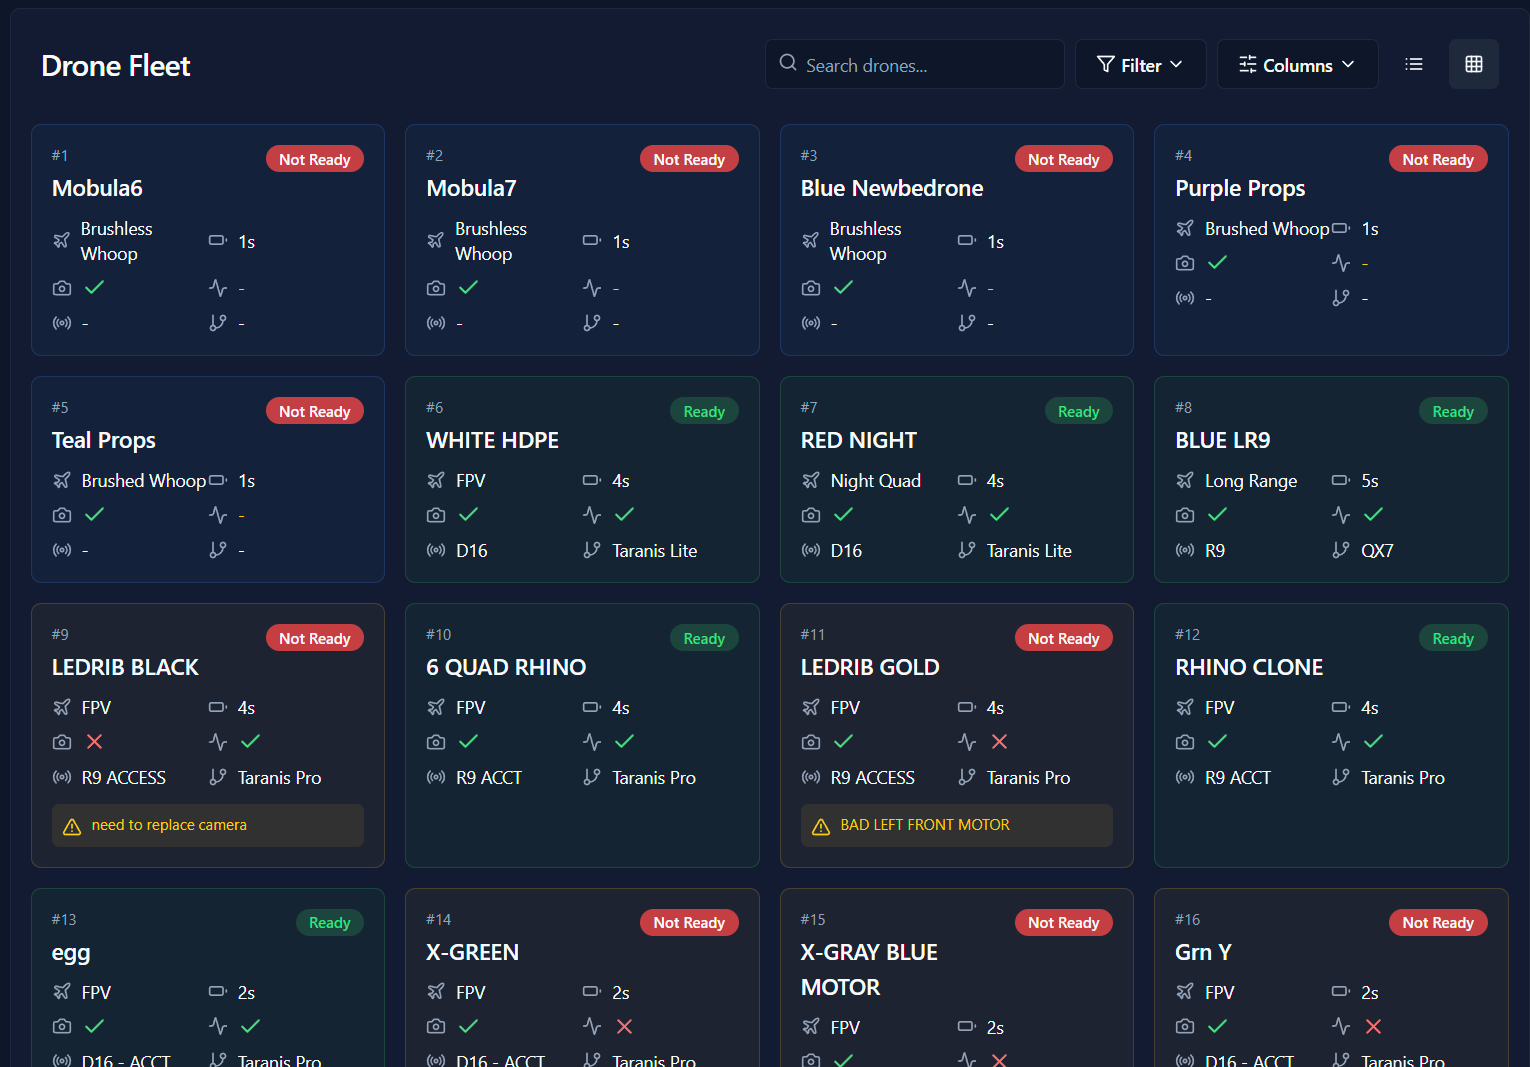 Drone Fleet
Search drones...
Filter
Columns
#1
Not Ready
Mobula6
Brushless
Whoop
1s
-
-
-
#2
Not Ready
Mobula7
Brushless
Whoop
1s
-
-
-
#3
Not Ready
Blue Newbedrone
Brushless
Whoop
1s
-
-
-
#4
Not Ready
Purple Props
Brushed Whoop
1s
-
-
-
#5
Not Ready
Teal Props
Brushed Whoop
1s
-
-
-
#6
Ready
WHITE HDPE
FPV
4s
D16
Taranis Lite
#7
Ready
RED NIGHT
Night Quad
4s
D16
Taranis Lite
#8
Ready
BLUE LR9
Long Range
5s
R9
QX7
#9
Not Ready
LEDRIB BLACK
FPV
4s
R9 ACCESS
Taranis Pro
need to replace camera
#10
Ready
6 QUAD RHINO
FPV
4s
R9 ACCT
Taranis Pro
#11
Not Ready
LEDRIB GOLD
FPV
4s
R9 ACCESS
Taranis Pro
BAD LEFT FRONT MOTOR
#12
Ready
RHINO CLONE
FPV
4s
R9 ACCT
Taranis Pro
#13
Ready
egg
FPV
2s
D16 - ACCT
Taranis Pro
#14
Not Ready
X-GREEN
FPV
2s
D16 - ACCT
Taranis Pro
#15
Not Ready
X-GRAY BLUE
MOTOR
FPV
2s
#16
Not Ready
Grn Y
FPV
2s
D16 - ACCT
Taranis Pro